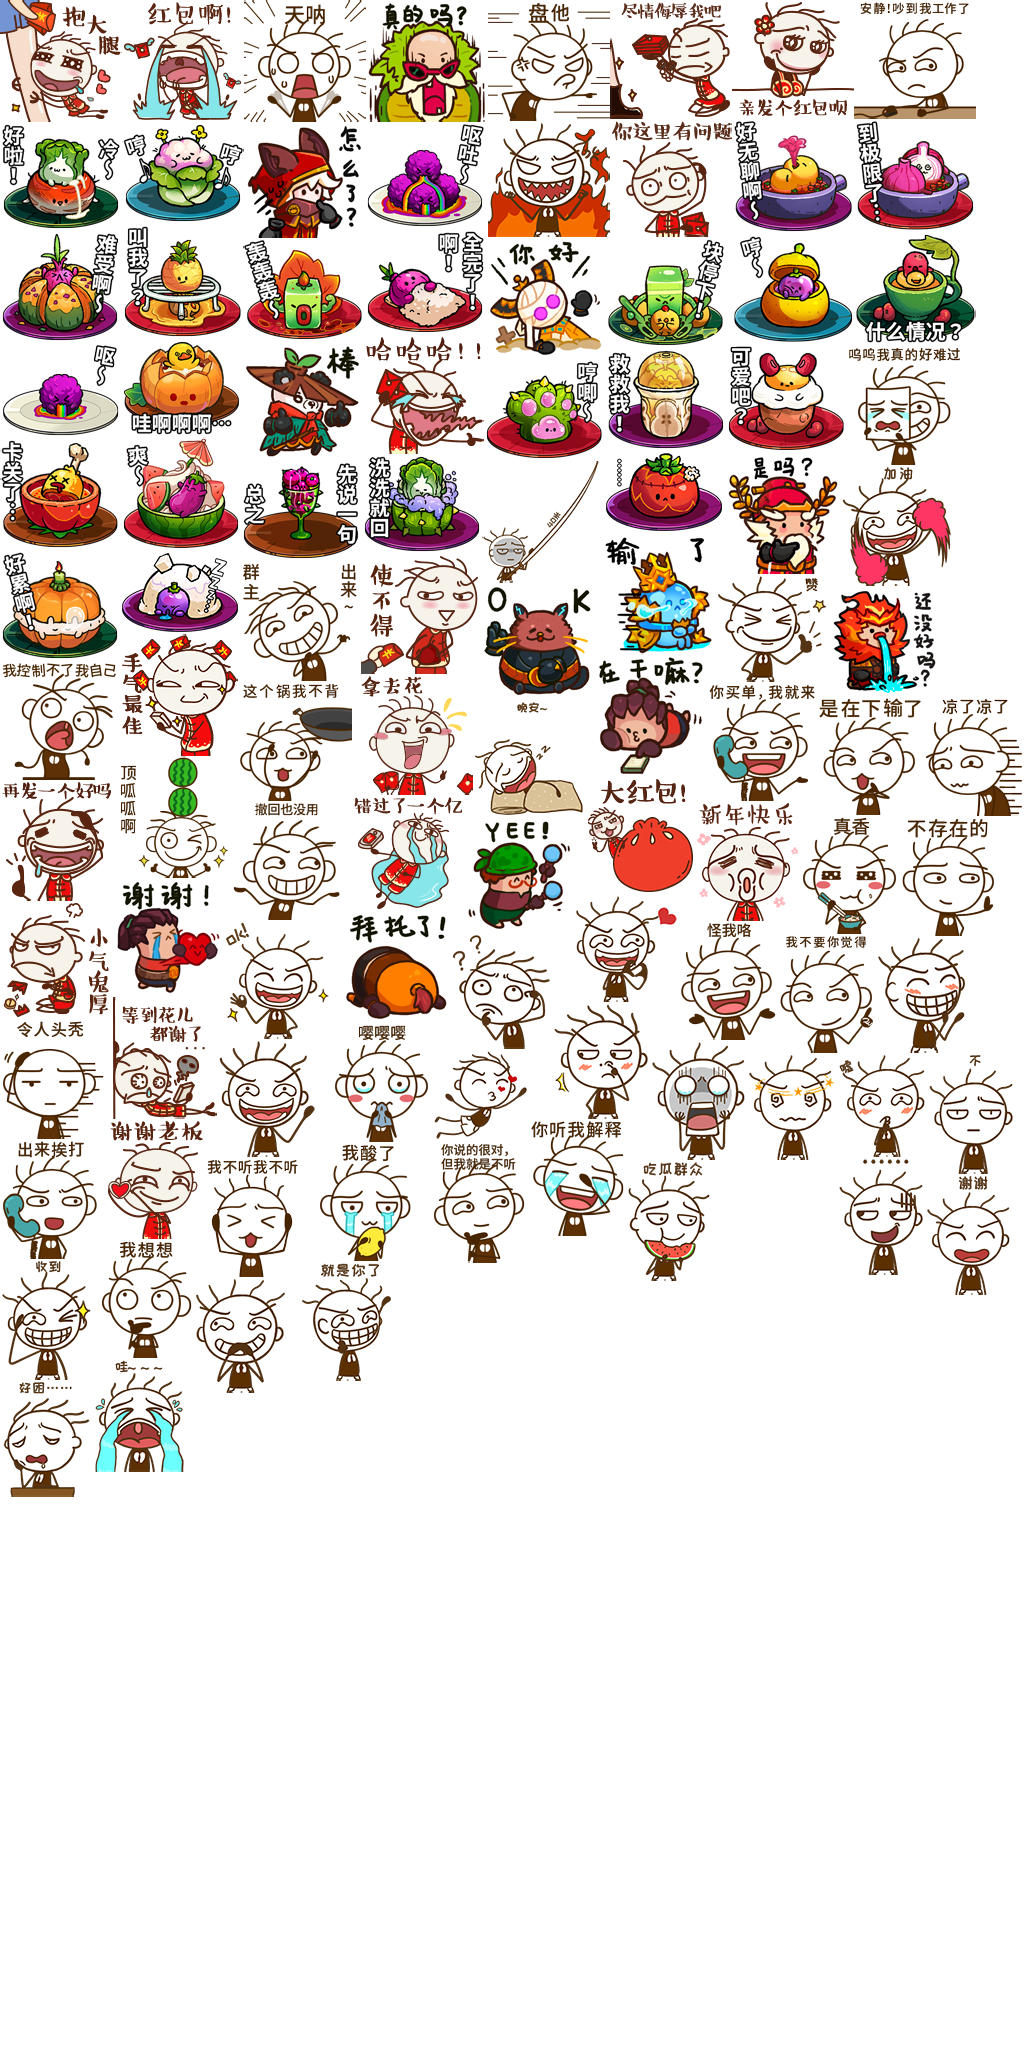 抱大腿
红包啊!
天呐
真的吗?
盘他
尽情侮辱我吧
亲发个红包呗
安静!吵到我工作了
好啦!
冷~
哼
哼
怎么了?
呕吐~
你这里有问题
好无聊啊~
到极限了…
难受啊~
叫我了?
轰轰轰~
全完了!
啊!
你好
快停下!
哼~
什么情况?
呕~
哇啊啊啊…
棒
哈哈哈!!
哼唧~
救救我!
可爱吧?
呜呜我真的好难过
卡关了…
爽~
总之
先说一句
洗洗就回
……
是吗?
加油
好累啊!
ZZZ
群主
出来~
使不得
OK
输了
赞
还没好吗?
我控制不了我自己
手气最佳
这个锅我不背
拿去花
晚安~
在干嘛?
你买单,我就来
是在下输了
凉了凉了
再发一个好吗
顶呱呱啊
撤回也没用
错过了一个亿
zz
大红包!
新年快乐
真香
不存在的
谢谢!
YEE!
小气鬼厚
ok!
拜托了!
??
怪我咯
我不要你觉得
令人头秃
等到花儿
都谢了
...
嘤嘤嘤
你听我解释
不
出来挨打
谢谢老板
我不听我不听
我酸了
你说的很对,
但我就是不听
吃瓜群众
……
谢谢
收到
我想想
就是你了
好困……
哇~~~